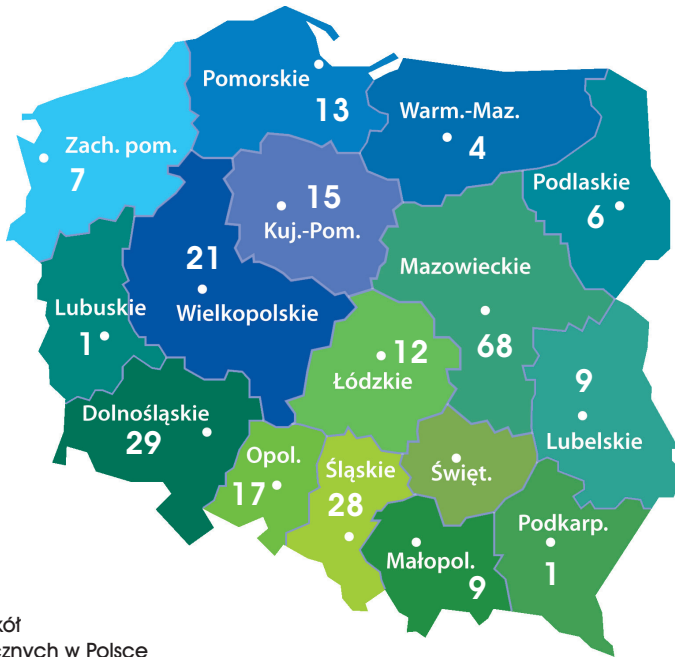 Pomorskie
13
Warm.-Maz.
4
Zach. pom.
7
Podlaskie
6
15
Kuj.-Pom.
21
Wielkopolskie
Mazowieckie
68
Lubuskie
1
12
Łódzkie
9
Lubelskie
Dolnośląskie
29
Opol.
17
Śląskie
28
Święt.
Podkarp.
1
Małopol.
9
w Polsce